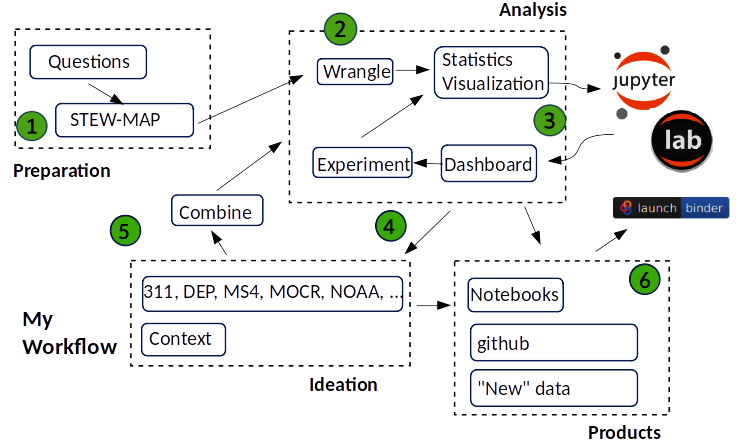 Analysis
2
Questions
Statistics
Visualization
Wrangle
jupyter
STEW-MAP
1
3
lab
Preparation
Experiment
Dashboard
Combine
launch binder
5
4
6
311, DEP, MS4, MOCR, NOAA, ...
Notebooks
My
Workflow
Context
github
Ideation
"New" data
Products